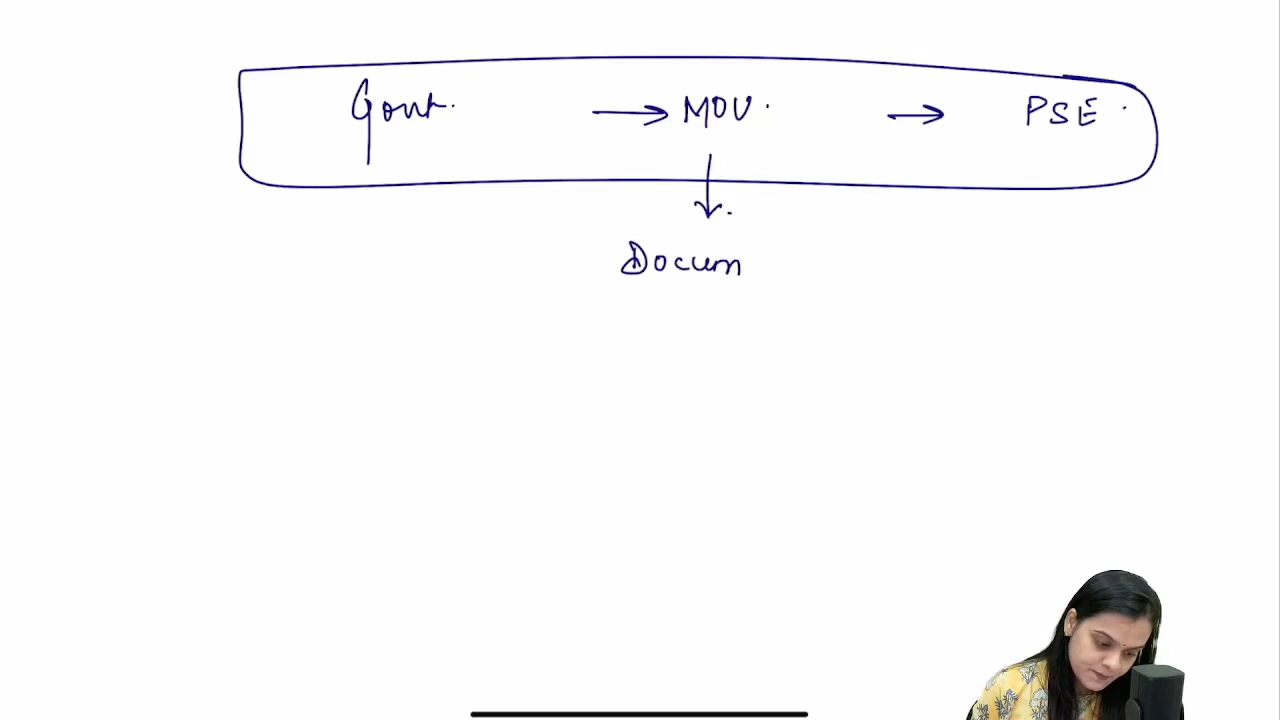 Govt. → MOU. → PSE
Docum